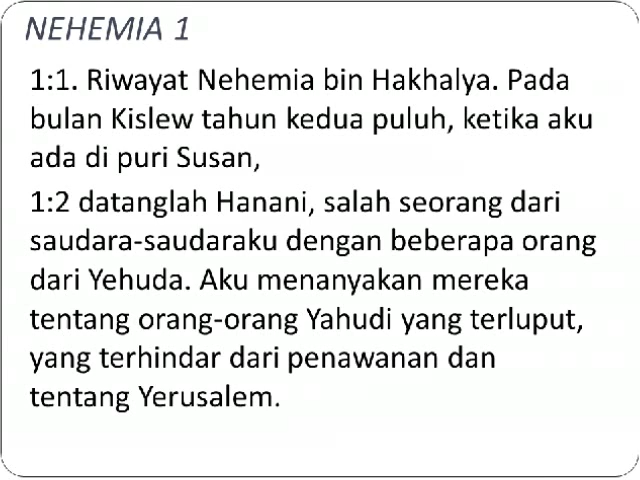 NEHEMIA 1
1:1. Riwayat Nehemia bin Hakhalya. Pada
bulan Kislew tahun kedua puluh, ketika aku
ada di puri Susan,
1:2 datanglah Hanani, salah seorang dari
saudara-saudaraku dengan beberapa orang
dari Yehuda. Aku menanyakan mereka
tentang orang-orang Yahudi yang terluput,
yang terhindar dari penawanan dan
tentang Yerusalem.